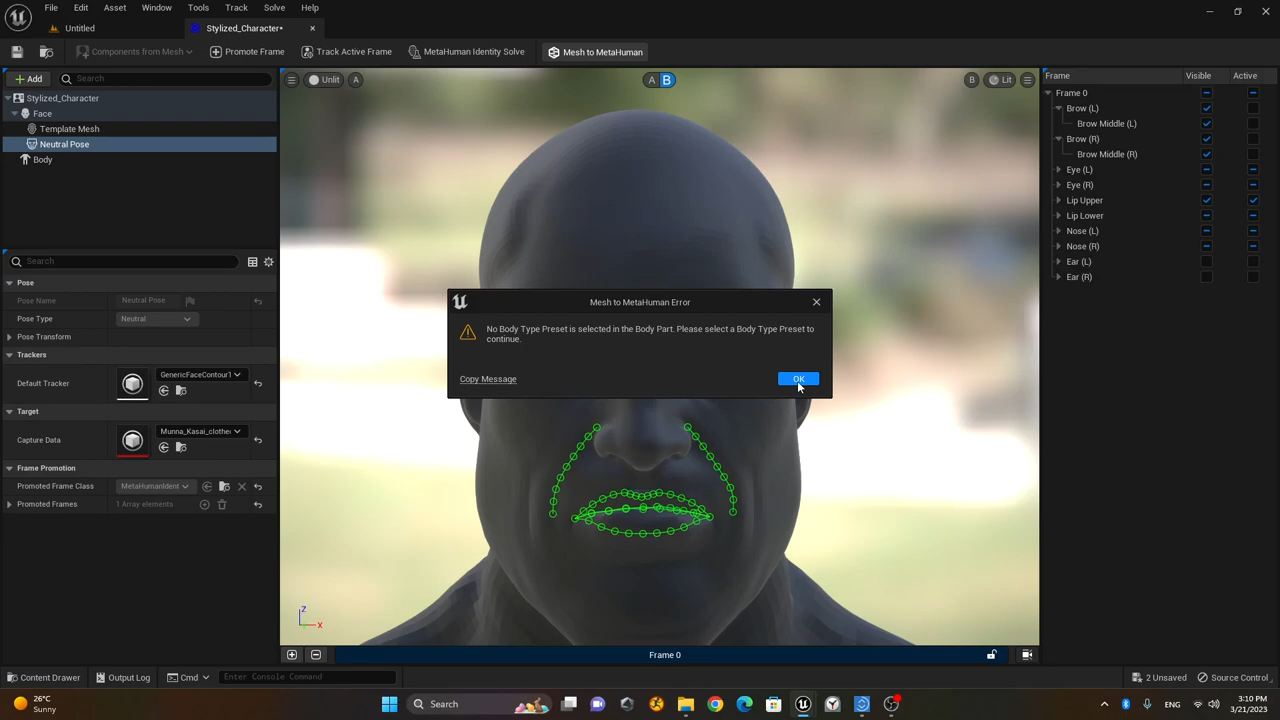 File Edit Asset Window Tools Track Solve Help
Untitled
Stylized_Character•
Components from Mesh
Promote Frame
Track Active Frame
MetaHuman Identity Solve
Mesh to MetaHuman
Add
Search
Stylized_Character
Face
Template Mesh
Neutral Pose
Body
Search
Pose
Pose Name Neutral Pose
Pose Type Neutral
Pose Transform
Trackers
Default Tracker GenericFaceContour1
Target
Capture Data Munna_Kasai_clothe
Frame Promotion
Promoted Frame Class MetaHumanIdent
Promoted Frames 1 Array elements
Unlit A
A B
B Lit
Mesh to MetaHuman Error
No Body Type Preset is selected in the Body Part. Please select a Body Type Preset to
continue.
Copy Message
OK
Z
X
Frame 0
Frame Visible Active
Frame 0
Brow (L)
Brow Middle (L)
Brow (R)
Brow Middle (R)
Eye (L)
Eye (R)
Lip Upper
Lip Lower
Nose (L)
Nose (R)
Ear (L)
Ear (R)
Content Drawer
Output Log
Cmd
Enter Console Command
2 Unsaved
Source Control
26°C
Sunny
Search
3:10 PM
3/21/2023